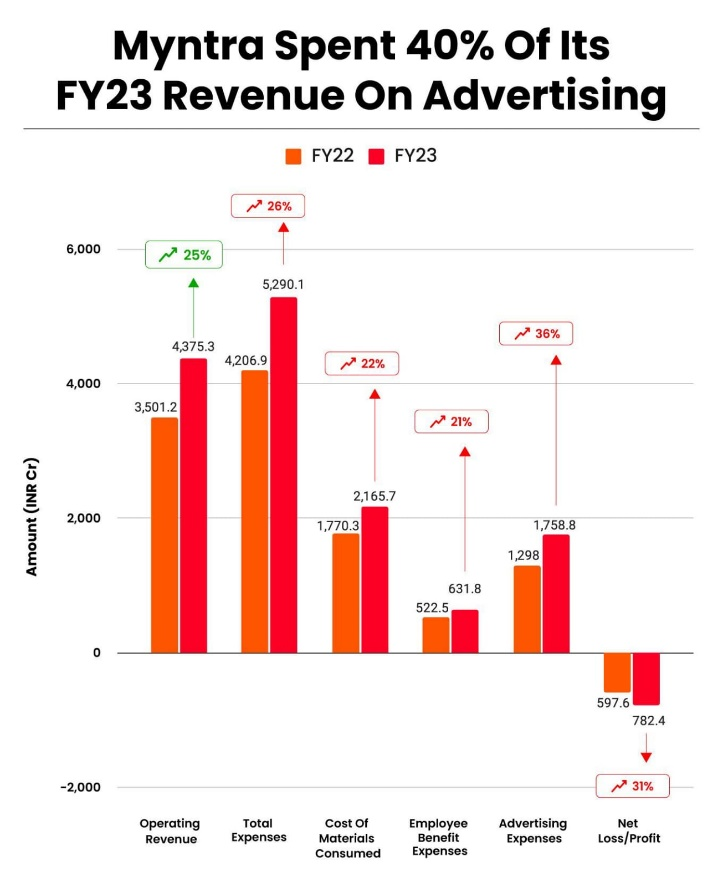 Myntra Spent 40% Of Its
FY23 Revenue On Advertising
FY22 FY23
26%
6,000
25%
5,290.1
36%
4,375.3
4,206.9
22%
4,000
3,501.2
21%
2,165.7
2,000
1,770.3
1,758.8
1,298
631.8
522.5
Amount (INR Cr)
0
597.6
782.4
-2,000
31%
Operating
Revenue
Total
Expenses
Cost Of
Materials
Consumed
Employee
Benefit
Expenses
Advertising
Expenses
Net
Loss/Profit